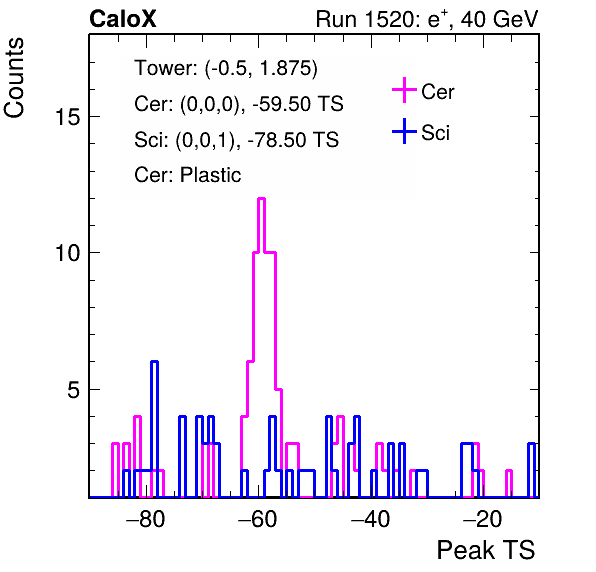 CaloX Run 1520: e⁺, 40 GeV
Counts
Tower: (-0.5, 1.875)
Cer: (0,0,0), -59.50 TS
Sci: (0,0,1), -78.50 TS
Cer: Plastic
Cer
Sci
15
10
5
−80 −60 −40 −20
Peak TS